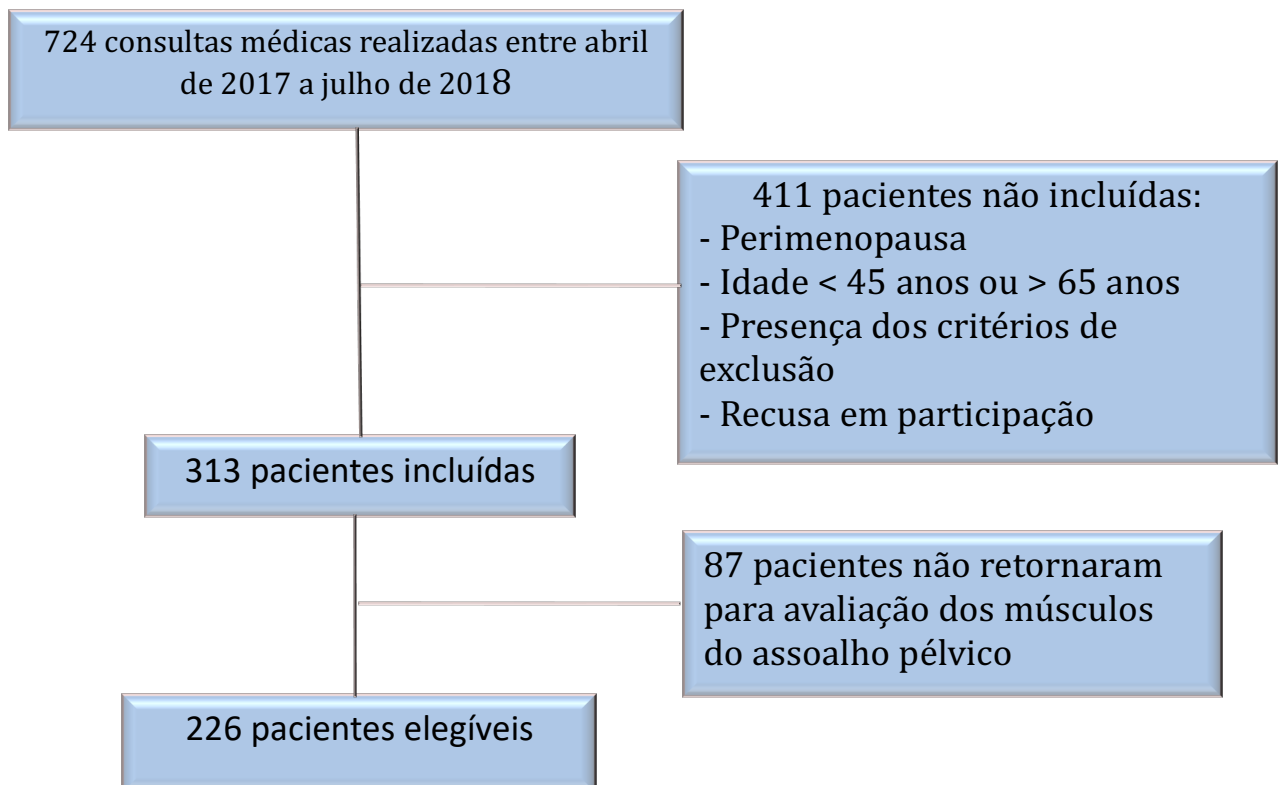 724 consultas médicas realizadas entre abril
de 2017 a julho de 2018
411 pacientes não incluídas:
- Perimenopausa
- Idade < 45 anos ou > 65 anos
- Presença dos critérios de
exclusão
- Recusa em participação
313 pacientes incluídas
87 pacientes não retornaram
para avaliação dos músculos
do assoalho pélvico
226 pacientes elegíveis